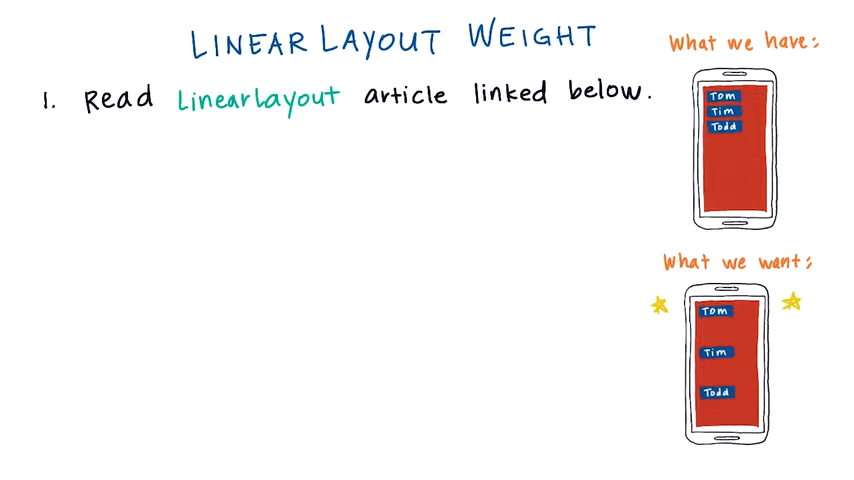 LINEAR LAYOUT WEIGHT
1. Read LinearLayout article linked below.
What we have:
Tom
Tim
Todd
What we want:
Tom
Tim
Todd